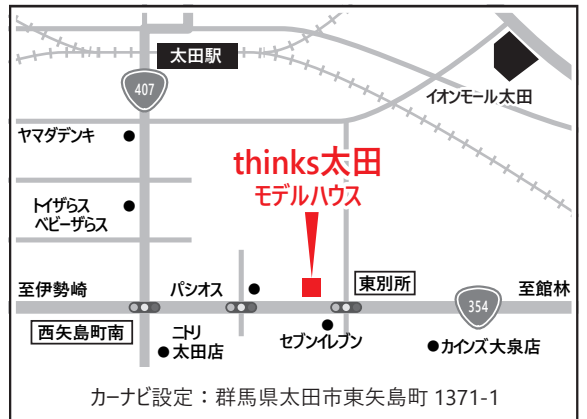 太田駅
407
イオンモール太田
ヤマダデンキ
thinks太田
モデルハウス
トイザらス
ベビーザらス
至伊勢崎
パシオス
東別所
354
至館林
西矢島町南
ニトリ
太田店
セブンイレブン
カインズ大泉店
カーナビ設定：群馬県太田市東矢島町 1371-1